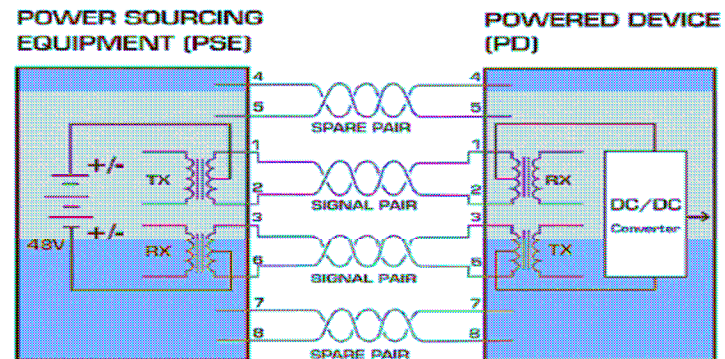 POWER SOURCING
EQUIPMENT (PSE)
POWERED DEVICE
(PD)
4
4
5
5
SPARE PAIR
1
1
+/-
TX
RX
2
2
SIGNAL PAIR
DC/DC
Converter
3
3
+/-
48V
RX
TX
6
SIGNAL PAIR
7
7
8
8
SPARE PAIR